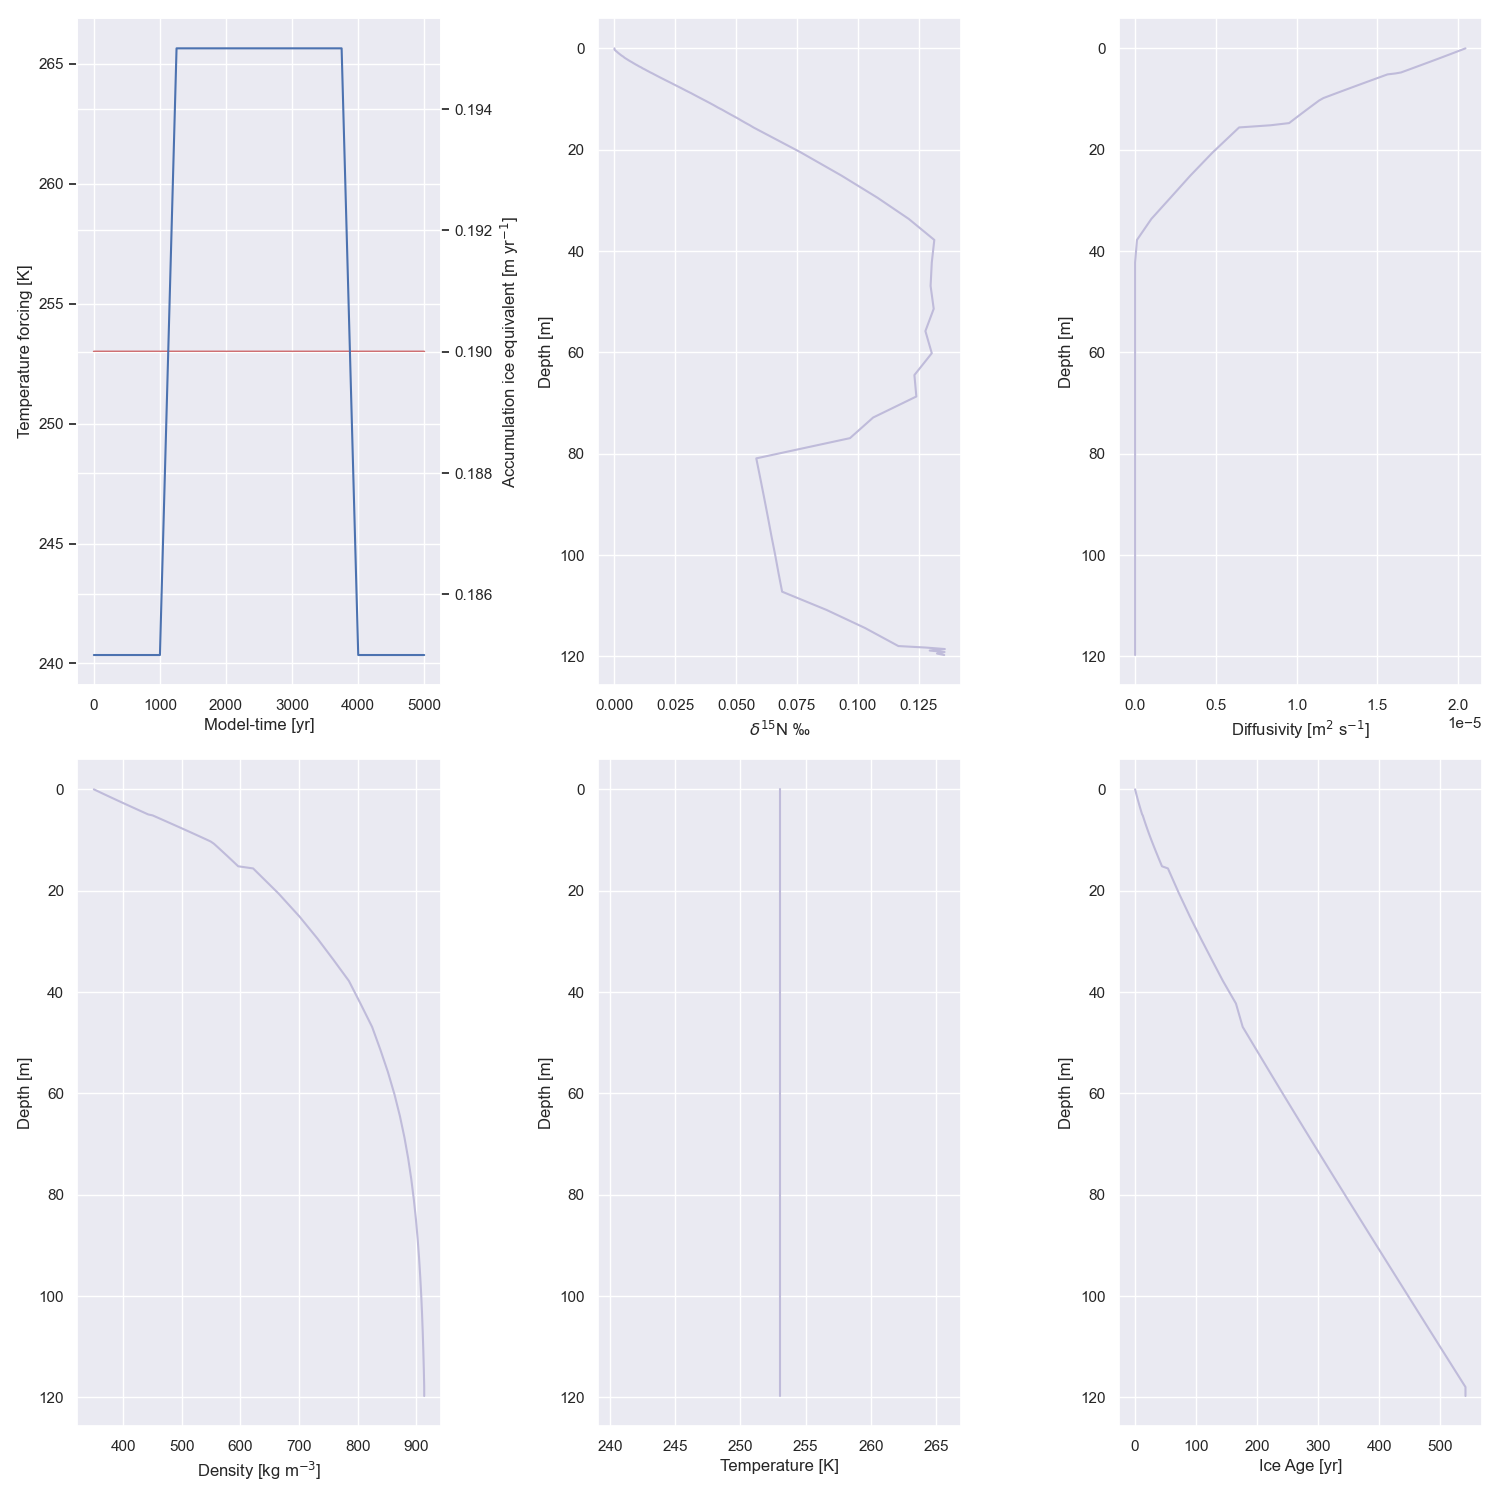 Temperature forcing [K]
265
260
255
250
245
240
0 1000 2000 3000 4000 5000
Model-time [yr]
0.194
0.192
0.190
0.188
0.186
Accumulation ice equivalent [m yr⁻¹]
Depth [m]
0
20
40
60
80
100
120
0.000 0.025 0.050 0.075 0.100 0.125
δ¹⁵N ‰
Depth [m]
0
20
40
60
80
100
120
0.0 0.5 1.0 1.5 2.0
1e−5
Diffusivity [m² s⁻¹]
Depth [m]
0
20
40
60
80
100
120
400 500 600 700 800 900
Density [kg m⁻³]
Depth [m]
0
20
40
60
80
100
120
240 245 250 255 260 265
Temperature [K]
Depth [m]
0
20
40
60
80
100
120
0 100 200 300 400 500
Ice Age [yr]